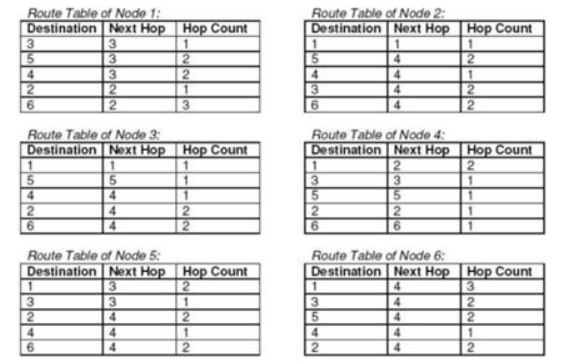 Route Table of Node 1:
Destination Next Hop Hop Count
3 3 1
5 3 2
4 3 2
2 2 1
6 2 3
Route Table of Node 2:
Destination Next Hop Hop Count
1 1 1
5 4 2
4 4 1
3 4 2
6 4 2
Route Table of Node 3:
Destination Next Hop Hop Count
1 1 1
5 5 1
4 4 1
2 4 2
6 4 2
Route Table of Node 4:
Destination Next Hop Hop Count
1 2 2
3 3 1
5 5 1
2 2 1
6 6 1
Route Table of Node 5:
Destination Next Hop Hop Count
1 3 2
3 3 1
2 4 2
4 4 1
6 4 2
Route Table of Node 6:
Destination Next Hop Hop Count
1 4 3
3 4 2
5 4 2
4 4 1
2 4 2